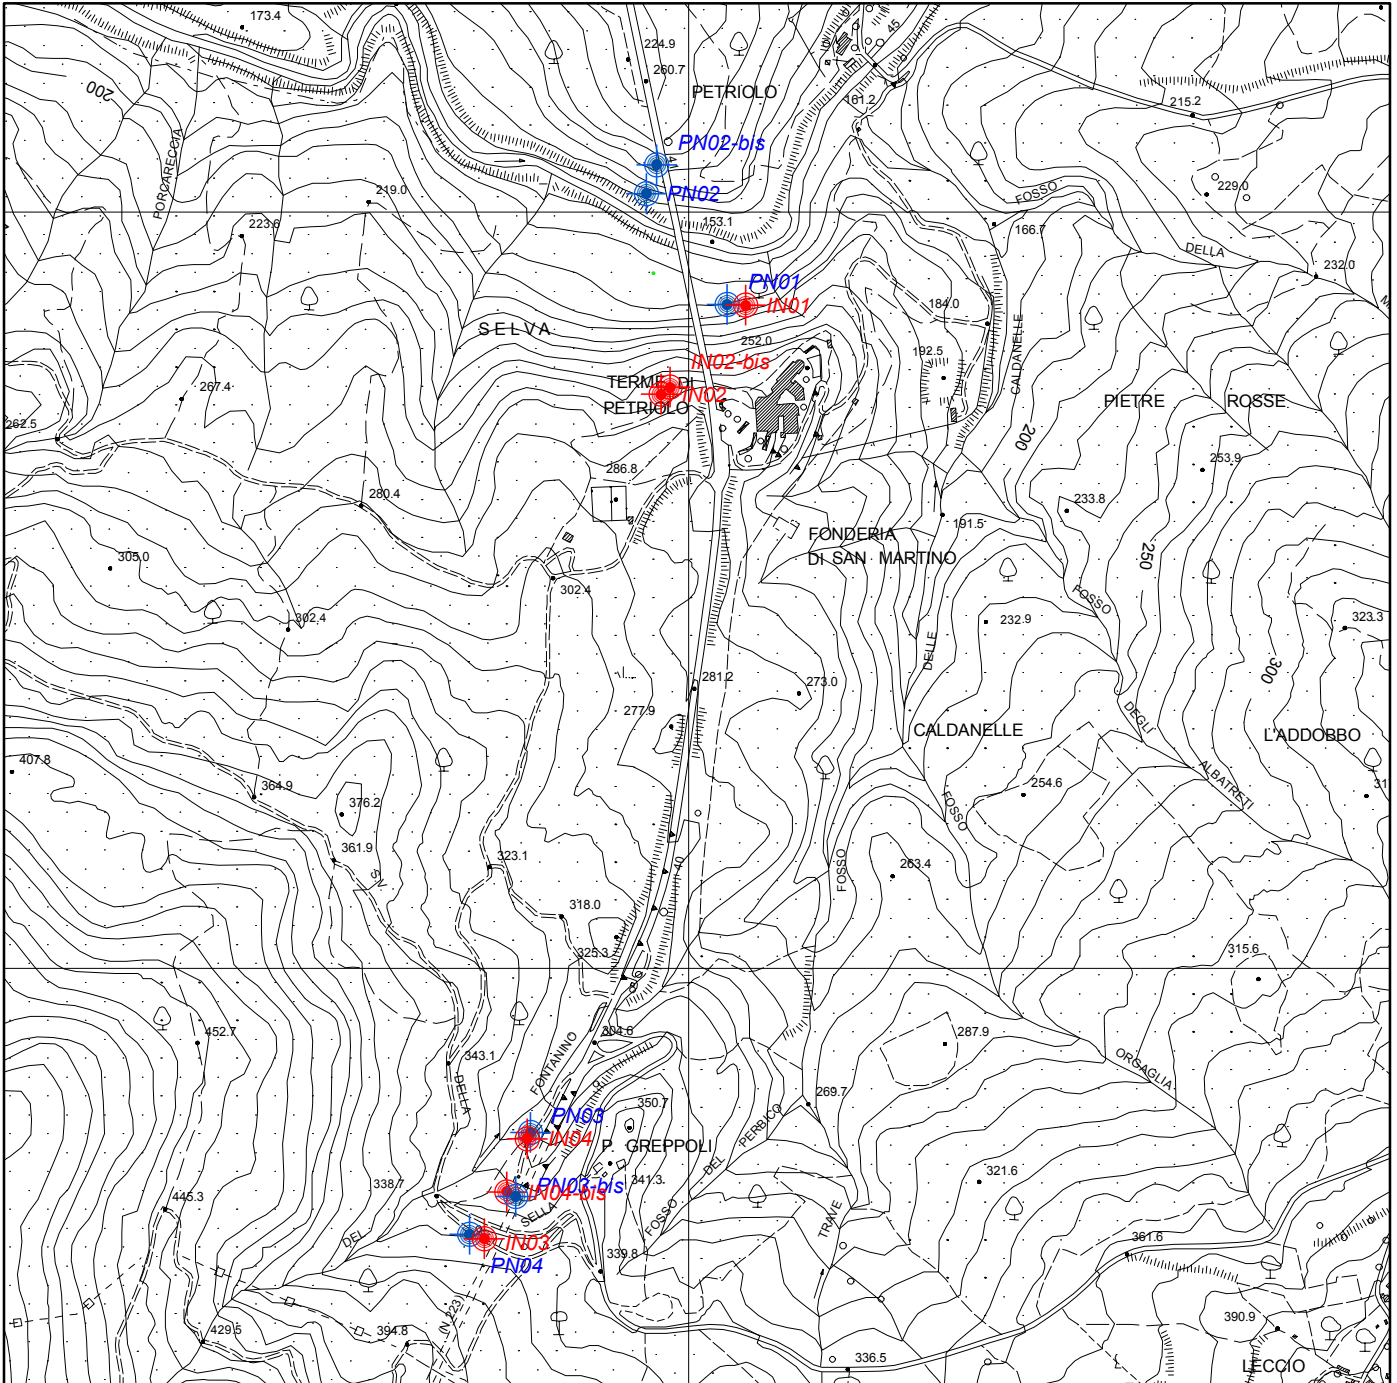 173.4
45
224.9
260.7
200
PETRIOLO
161.2
215.2
PORCARECCIA
PN02-bis
219.0
PN02
FOSSO
229.0
223.6
153.1
166.7
DELLA
232.0
PN01
IN01
184.0
SELVA
252.0
192.5
CALDANELLE
IN02-bis
TERME DI
IN02
PETRIOLO
267.4
262.5
PIETRE ROSSE
200
253.9
286.8
280.4
233.8
191.5
FONDERIA
DI SAN MARTINO
250
305.0
302.4
302.4
FOSSO
232.9
323.3
DELLE
300
281.2
273.0
277.9
DEGLI
CALDANELLE
L'ADDOBBO
407.8
364.9
376.2
254.6
ALBATRETI
31
FOSSO
361.9
S.V.
323.1
40
FOSSO
263.4
318.0
325.3
315.6
452.7
304.6
287.9
343.1
FONTANINO
ORGAGLIA
DELLA
269.7
350.7
PN03
IN04
PERBICO
P. GREPPOLI
DEL
338.7
341.3
321.6
PN03-bis
IN04-bis
445.3
SELLA
FOSSO
TRAVE
DEL
IN03
PN04
339.8
361.6
(N.223)
429.5
394.8
390.9
336.5
LECCIO